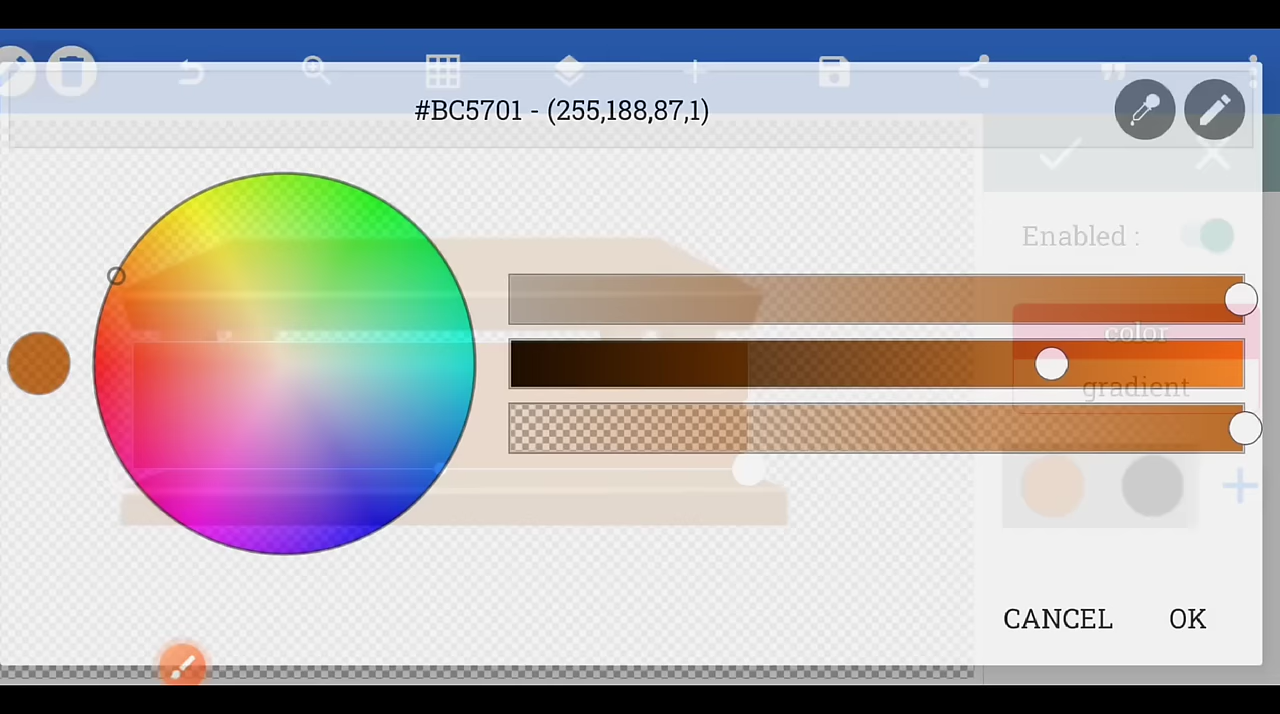 #BC5701 - (255,188,87,1)
Enabled :
color
gradient
CANCEL OK